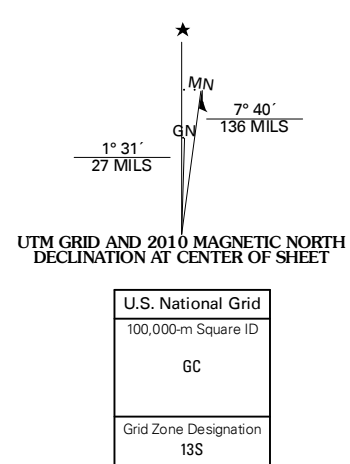 ★
MN
7° 40´
136 MILS
GN
1° 31´
27 MILS
UTM GRID AND 2010 MAGNETIC NORTH
DECLINATION AT CENTER OF SHEET
U.S. National Grid
100,000-m Square ID
GC
Grid Zone Designation
13S